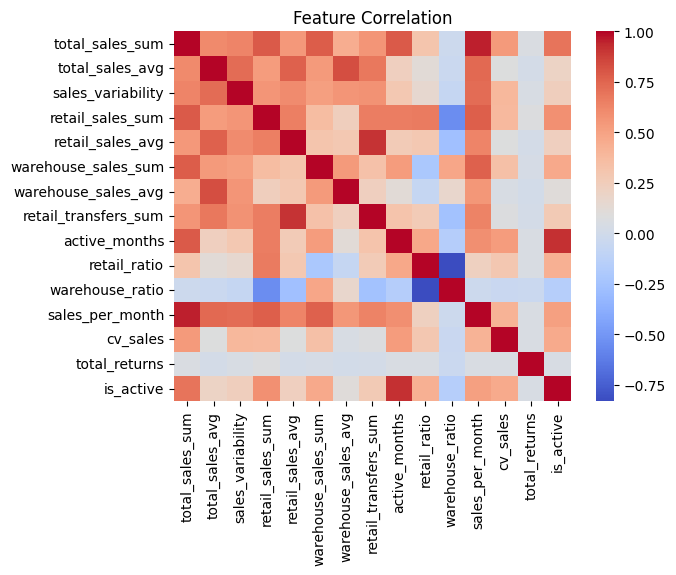 Feature Correlation
total_sales_sum
total_sales_avg
sales_variability
retail_sales_sum
retail_sales_avg
warehouse_sales_sum
warehouse_sales_avg
retail_transfers_sum
active_months
retail_ratio
warehouse_ratio
sales_per_month
cv_sales
total_returns
is_active
total_sales_sum
total_sales_avg
sales_variability
retail_sales_sum
retail_sales_avg
warehouse_sales_sum
warehouse_sales_avg
retail_transfers_sum
active_months
retail_ratio
warehouse_ratio
sales_per_month
cv_sales
total_returns
is_active
1.00
0.75
0.50
0.25
0.00
−0.25
−0.50
−0.75